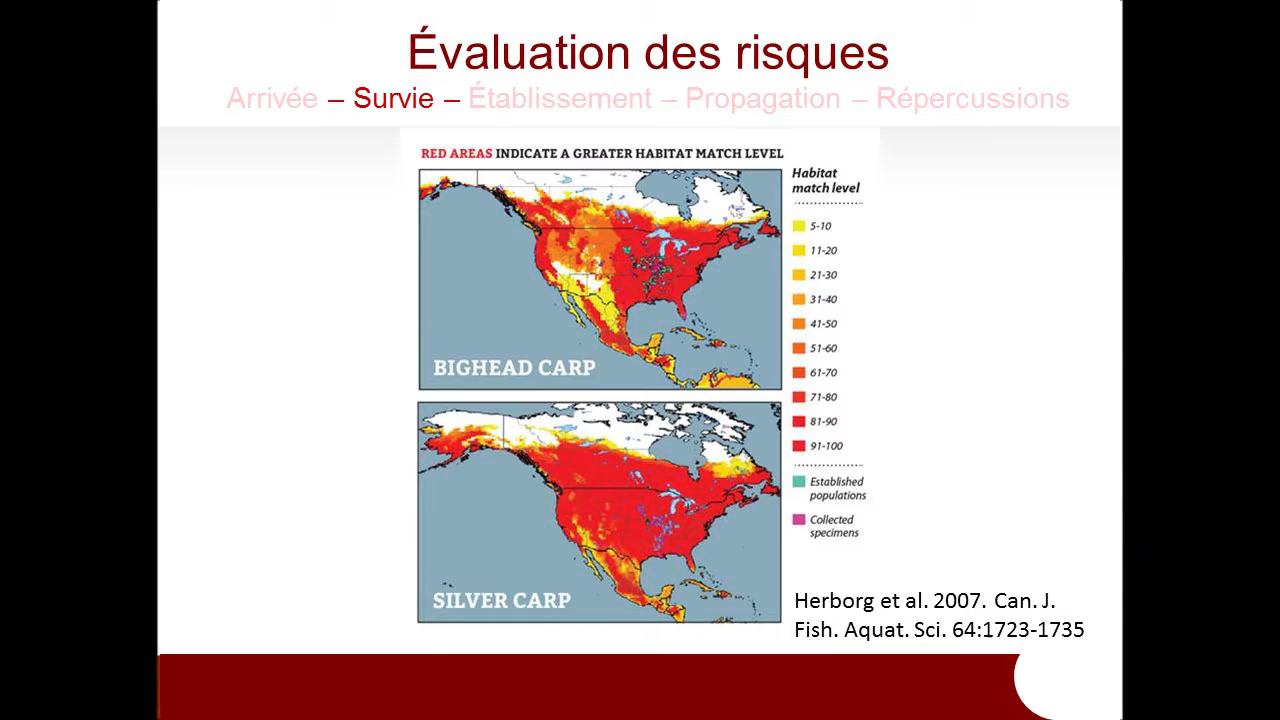 Évaluation des risques
Arrivée – Survie – Établissement – Propagation – Répercussions
RED AREAS INDICATE A GREATER HABITAT MATCH LEVEL
BIGHEAD CARP
SILVER CARP
Habitat
match level
5-10
11-20
21-30
31-40
41-50
51-60
61-70
71-80
81-90
91-100
Established
populations
Collected
specimens
Herborg et al. 2007. Can. J.
Fish. Aquat. Sci. 64:1723-1735